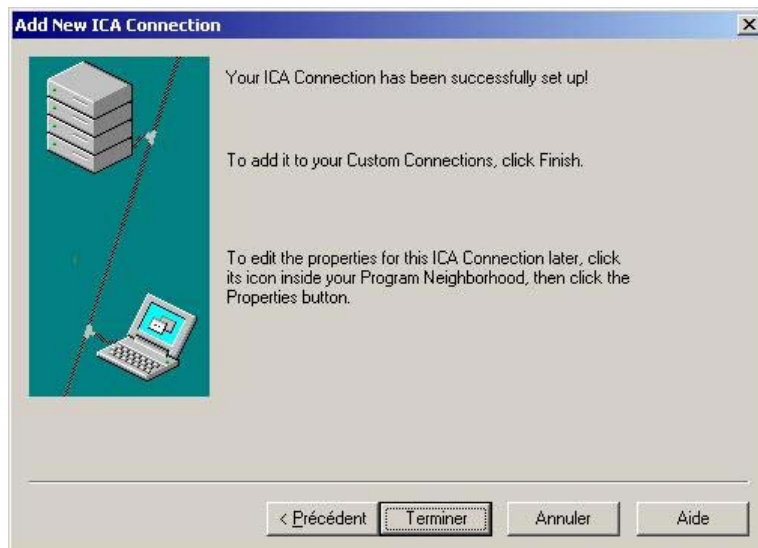 Add New ICA Connection
Your ICA Connection has been successfully set up!
To add it to your Custom Connections, click Finish.
To edit the properties for this ICA Connection later, click
its icon inside your Program Neighborhood, then click the
Properties button.
< Précédent
Terminer
Annuler
Aide